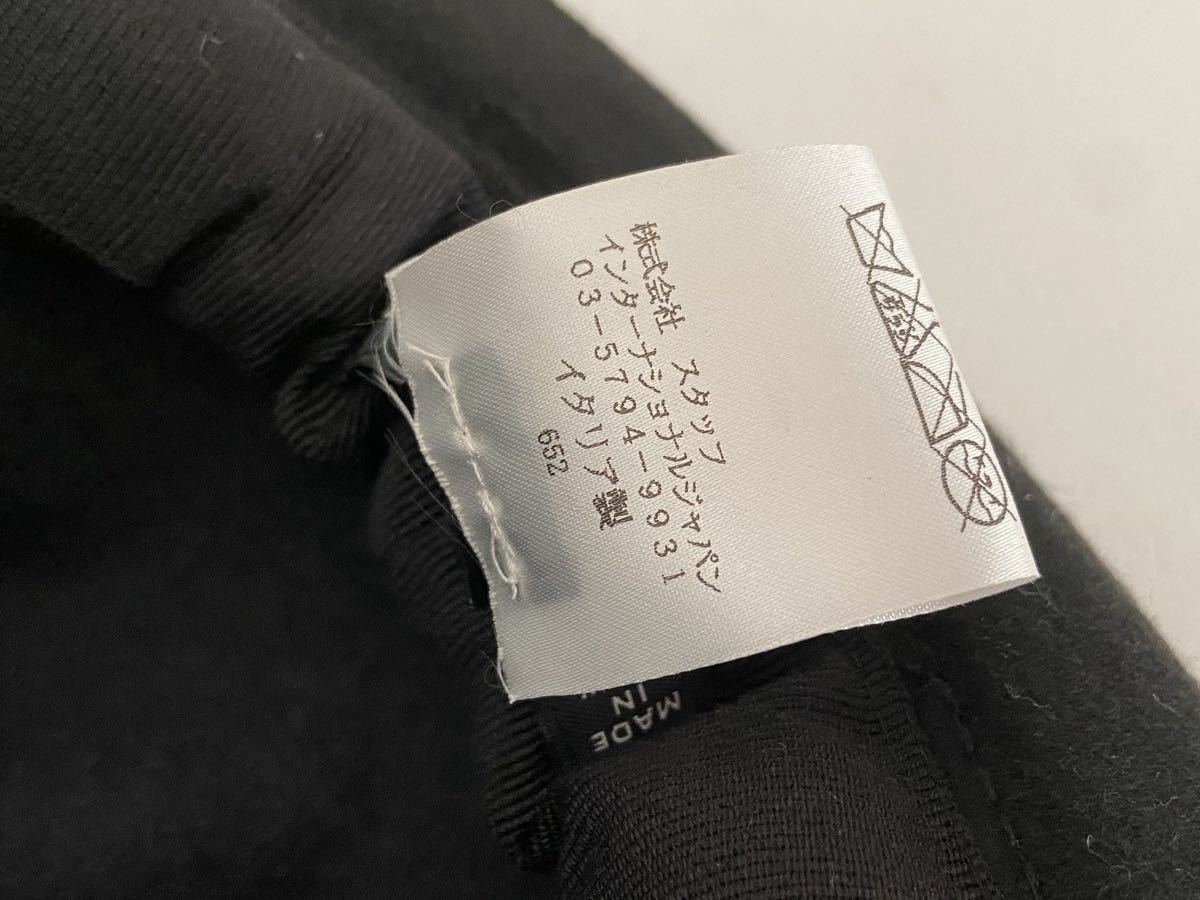 株式会社 スタッフ
インターナショナルジャパン
03-5794-9931
イタリア製
652
MADE
IN